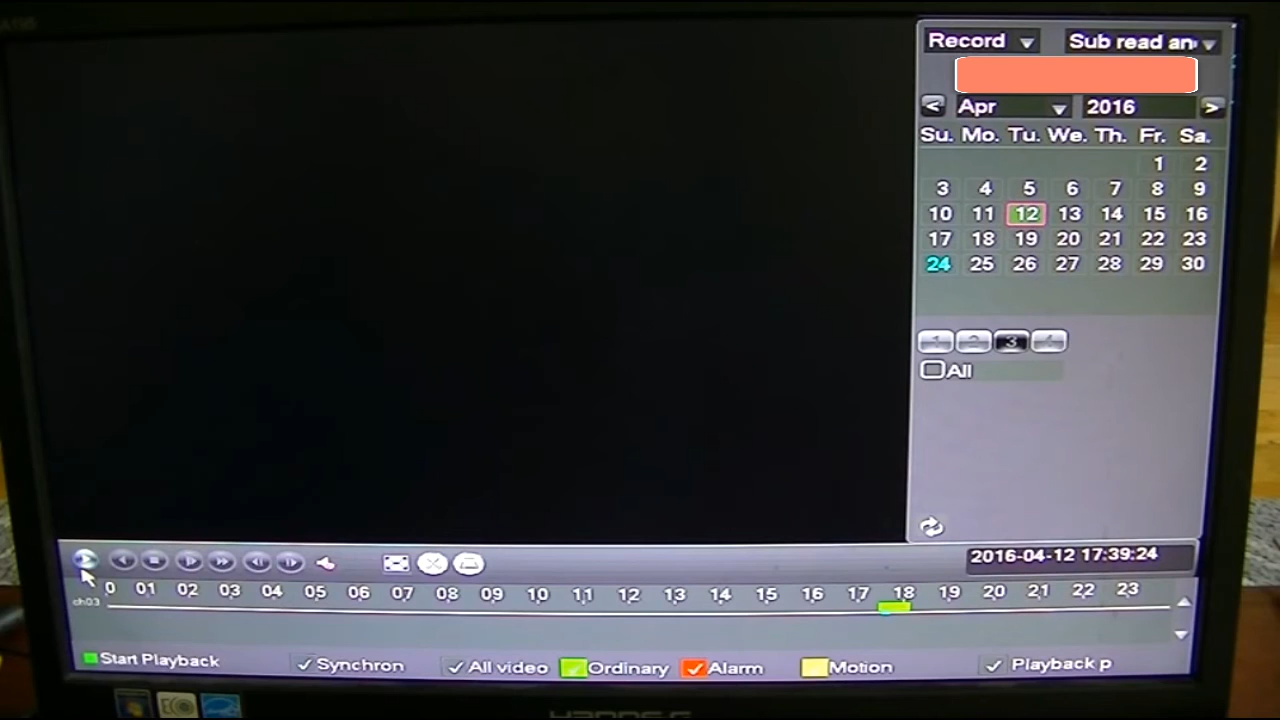 Record Sub read an
< Apr 2016 >
Su. Mo. Tu. We. Th. Fr. Sa.
1 2
3 4 5 6 7 8 9
10 11 12 13 14 15 16
17 18 19 20 21 22 23
24 25 26 27 28 29 30
1 2 3 4
All
2016-04-12 17:39:24
0 01 02 03 04 05 06 07 08 09 10 11 12 13 14 15 16 17 18 19 20 21 22 23
ch03
Start Playback Synchron All video Ordinary Alarm Motion Playback p